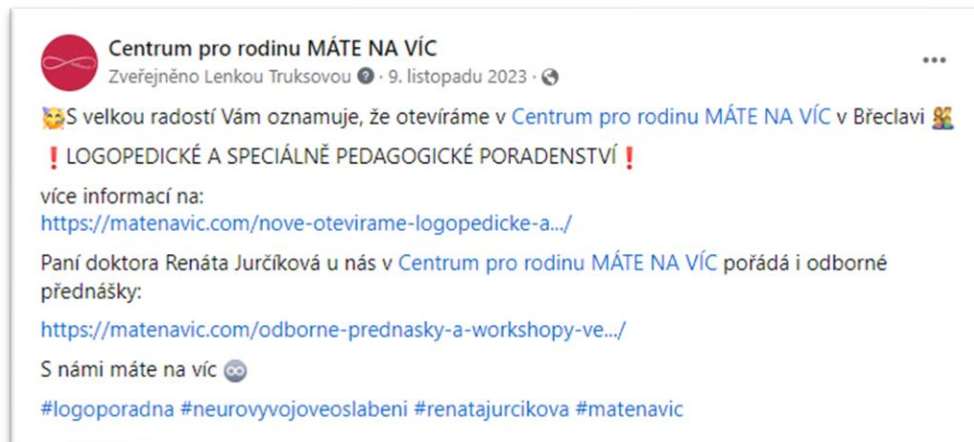 Centrum pro rodinu MÁTE NA VÍC
Zveřejněno Lenkou Truksovou · 9. listopadu 2023 ·
🥰S velkou radostí Vám oznamuje, že otevíráme v Centrum pro rodinu MÁTE NA VÍC v Břeclavi
❗LOGOPEDICKÉ A SPECIÁLNĚ PEDAGOGICKÉ PORADENSTVÍ❗
více informací na:
https://matenavic.com/nove-otevirame-logopedicke-a.../
Paní doktora Renáta Jurčíková u nás v Centrum pro rodinu MÁTE NA VÍC pořádá i odborné
přednášky:
https://matenavic.com/odborne-prednasky-a-workshopy-ve.../
S námi máte na víc ♾
#logoporadna #neurovyvojoveoslabeni #renatajurcikova #matenavic